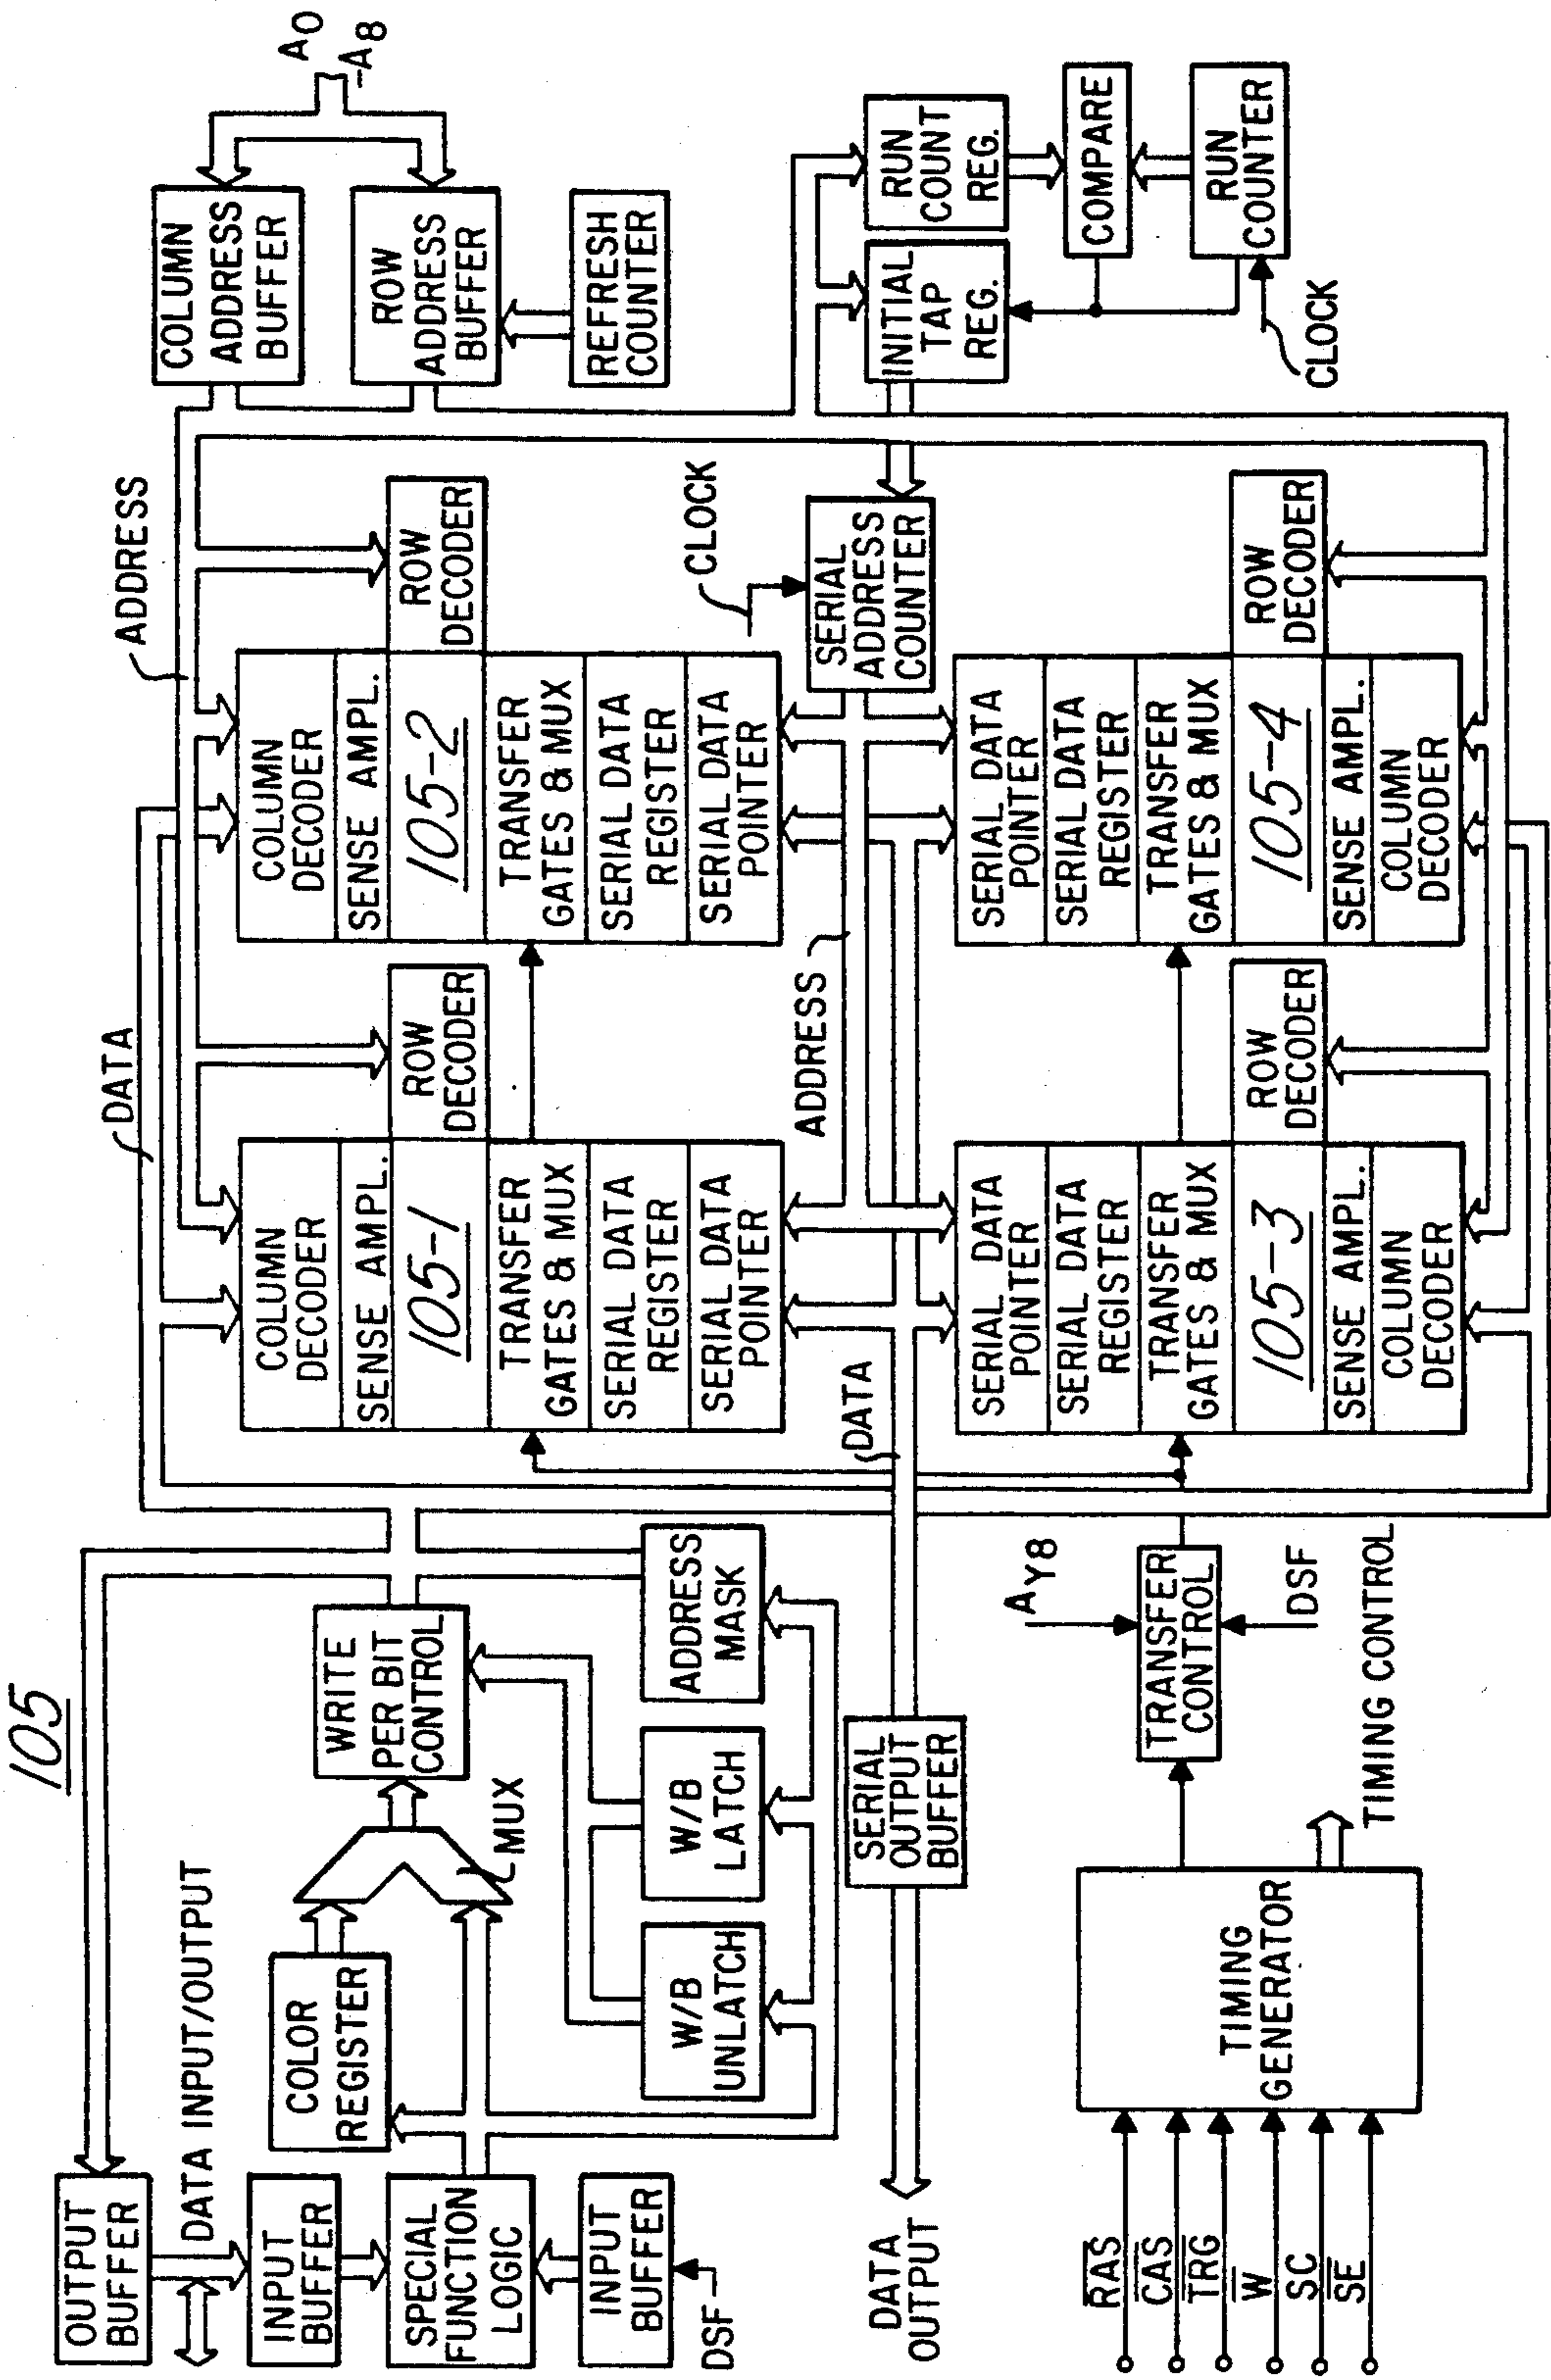 105
OUTPUT
BUFFER
DATA INPUT/OUTPUT
INPUT
BUFFER
SPECIAL
FUNCTION
LOGIC
INPUT
BUFFER
DSF
COLOR
REGISTER
MUX
WRITE
PER BIT
CONTROL
W/B
UNLATCH
W/B
LATCH
ADDRESS
MASK
DATA
OUTPUT
SERIAL
OUTPUT
BUFFER
DATA
RAS
CAS
TRG
W
SC
SE
TIMING
GENERATOR
TIMING CONTROL
TRANSFER
CONTROL
AY8
DSF
DATA
ADDRESS
COLUMN
DECODER
SENSE AMPL.
105-1
TRANSFER
GATES & MUX
SERIAL DATA
REGISTER
SERIAL DATA
POINTER
ROW
DECODER
COLUMN
DECODER
SENSE AMPL.
105-2
TRANSFER
GATES & MUX
SERIAL DATA
REGISTER
SERIAL DATA
POINTER
ROW
DECODER
ADDRESS
CLOCK
SERIAL
ADDRESS
COUNTER
SERIAL DATA
POINTER
SERIAL DATA
REGISTER
TRANSFER
GATES & MUX
105-3
SENSE AMPL.
COLUMN
DECODER
ROW
DECODER
SERIAL DATA
POINTER
SERIAL DATA
REGISTER
TRANSFER
GATES & MUX
105-4
SENSE AMPL.
COLUMN
DECODER
ROW
DECODER
COLUMN
ADDRESS
BUFFER
ROW
ADDRESS
BUFFER
REFRESH
COUNTER
A0
-A8
INITIAL
TAP
REG.
RUN
COUNT
REG.
COMPARE
RUN
COUNTER
CLOCK